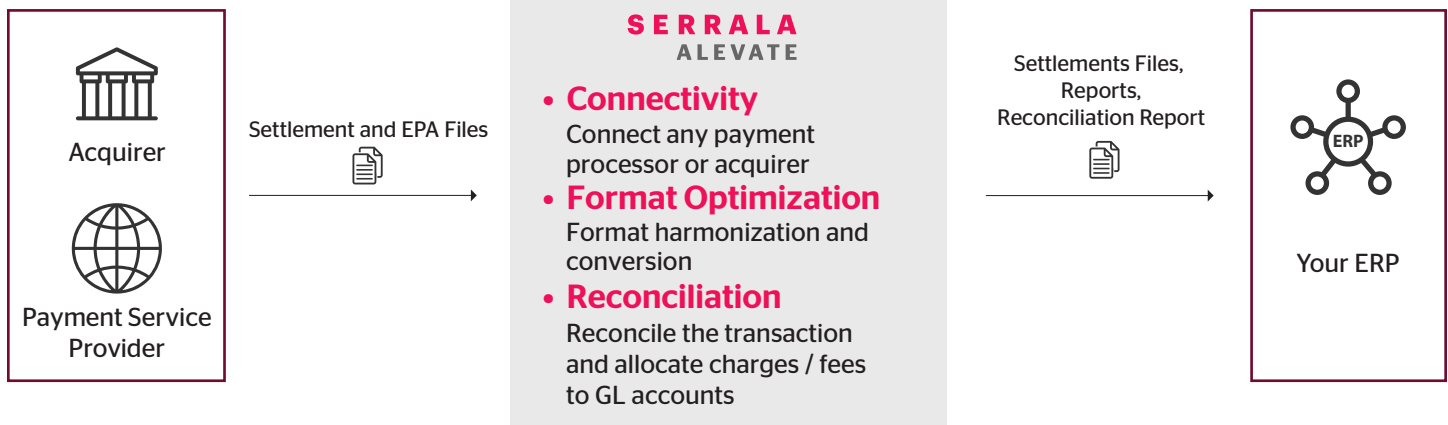 Acquirer
Payment Service
Provider
Settlement and EPA Files
SERRALA
ALEVATE
• Connectivity
Connect any payment
processor or acquirer
• Format Optimization
Format harmonization and
conversion
• Reconciliation
Reconcile the transaction
and allocate charges / fees
to GL accounts
Settlements Files,
Reports,
Reconciliation Report
ERP
Your ERP